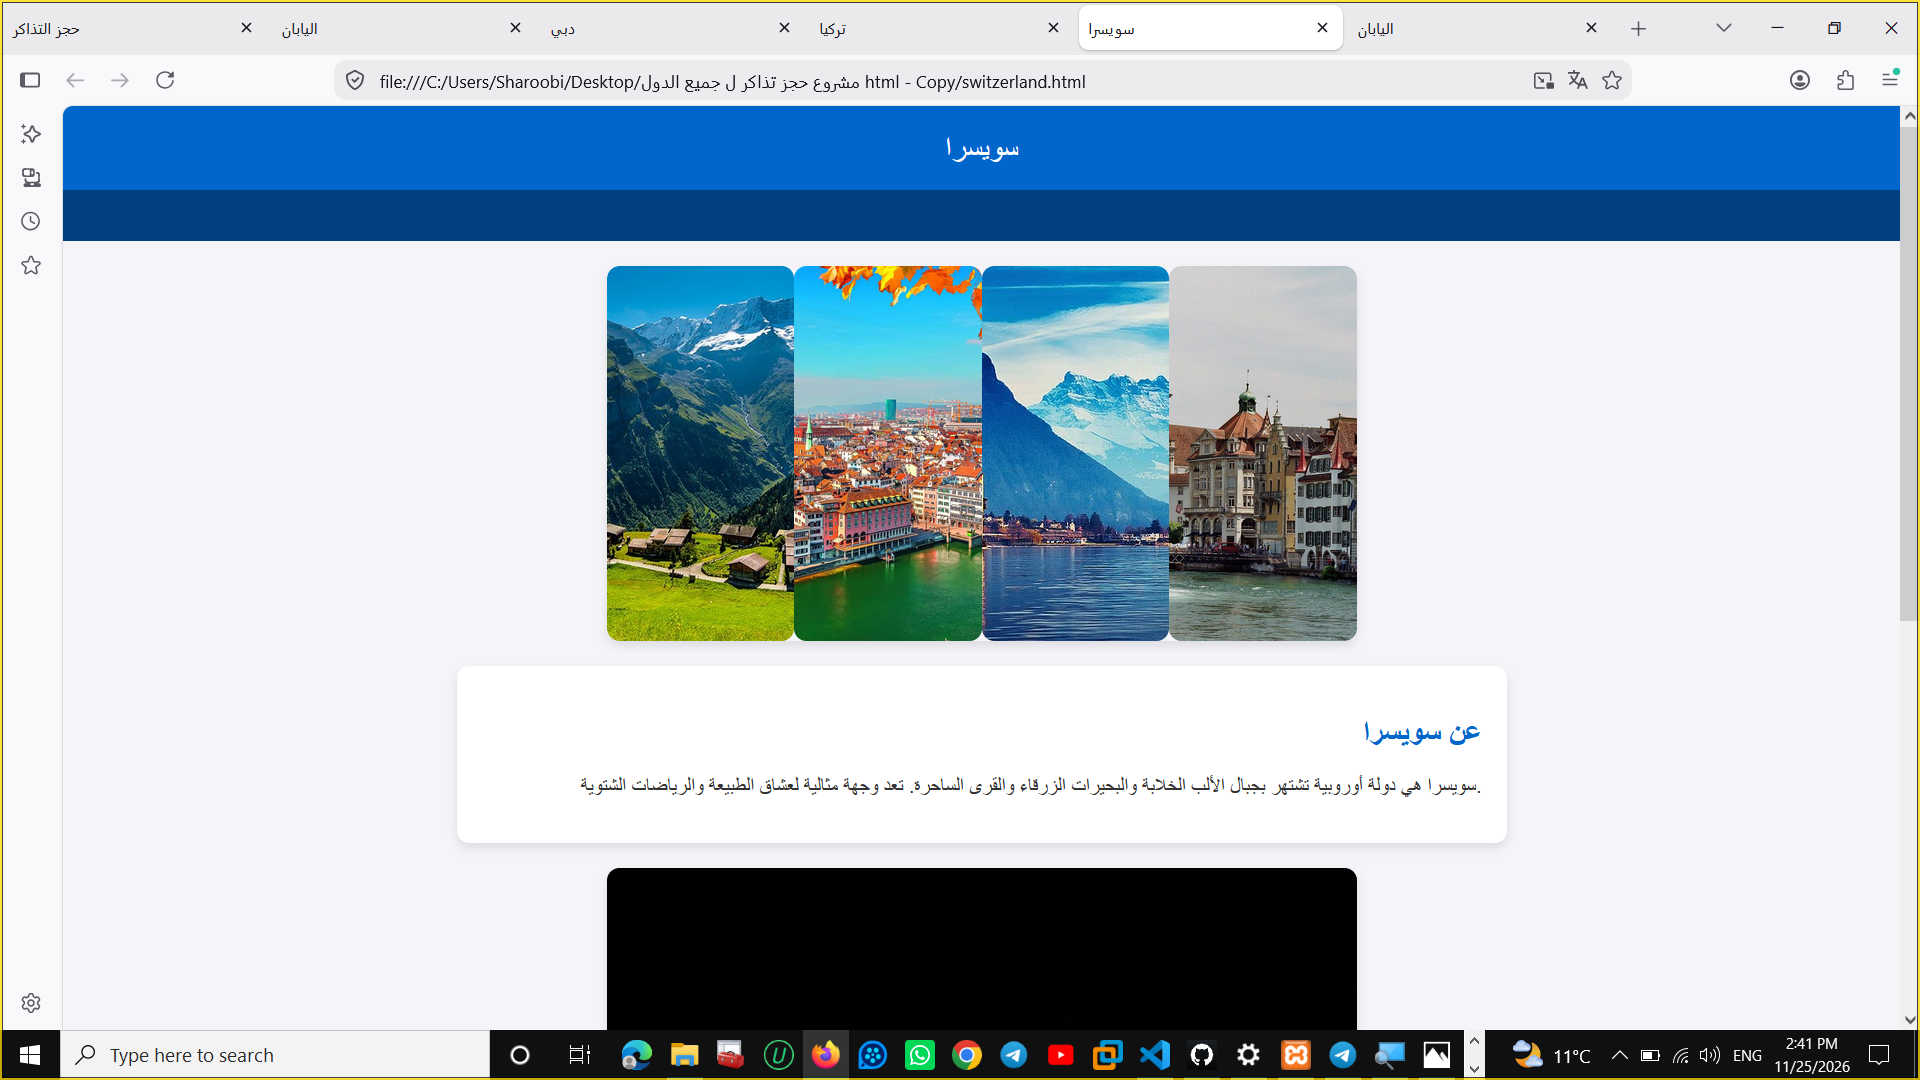 حجز التذاكر
اليابان
دبي
تركيا
سويسرا
اليابان
file:///C:/Users/Sharoobi/Desktop/مشروع حجز تذاكر ل جميع الدول html - Copy/switzerland.html
سويسرا
عن سويسرا
.سويسرا هي دولة أوروبية تشتهر بجبال الألب الخلابة والبحيرات الزرقاء والقرى الساحرة. تعد وجهة مثالية لعشاق الطبيعة والرياضات الشتوية
Type here to search
11°C
ENG
2:41 PM
11/25/2026